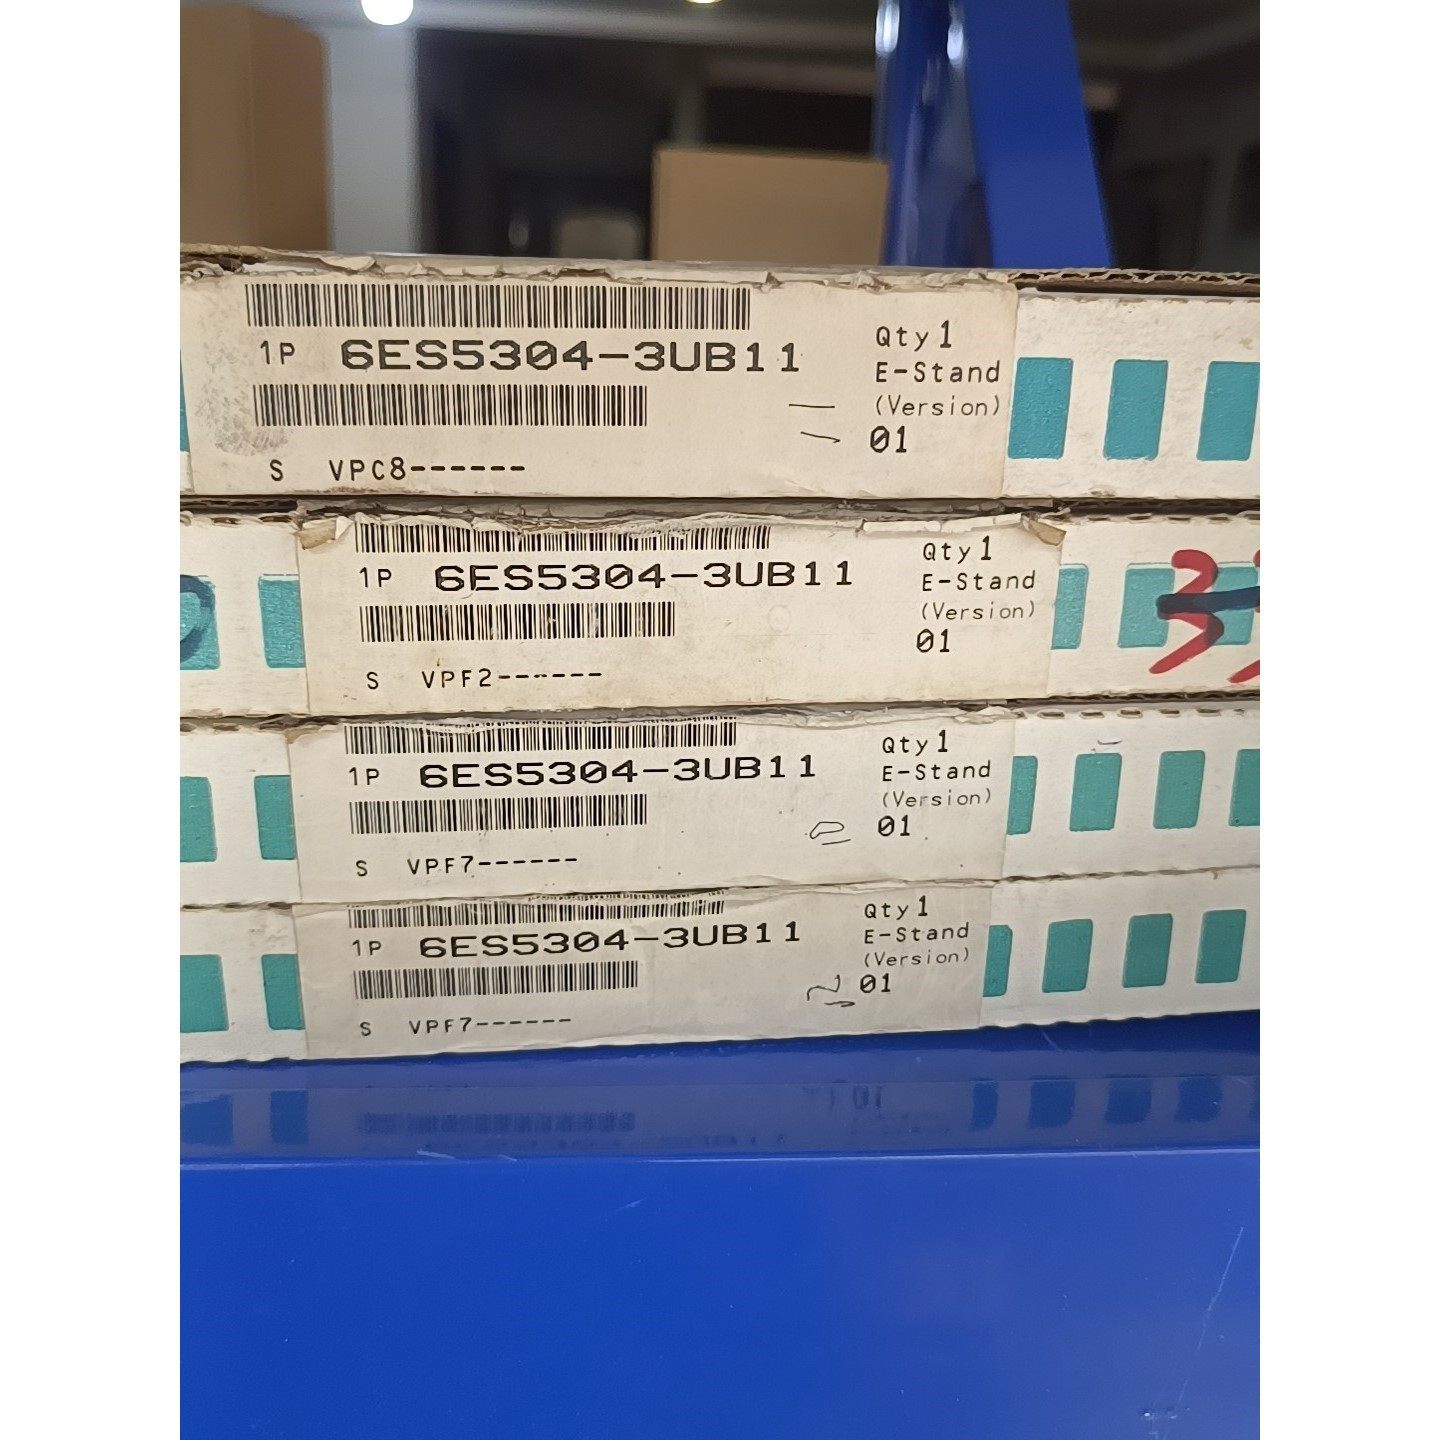 1P 6ES5304-3UB11
Qty 1
E-Stand
(Version)
01
S VPC8------
1P 6ES5304-3UB11
Qty 1
E-Stand
(Version)
01
S VPF2------
1P 6ES5304-3UB11
Qty 1
E-Stand
(Version)
01
S VPF7------
1P 6ES5304-3UB11
Qty 1
E-Stand
(Version)
01
S VPF7------